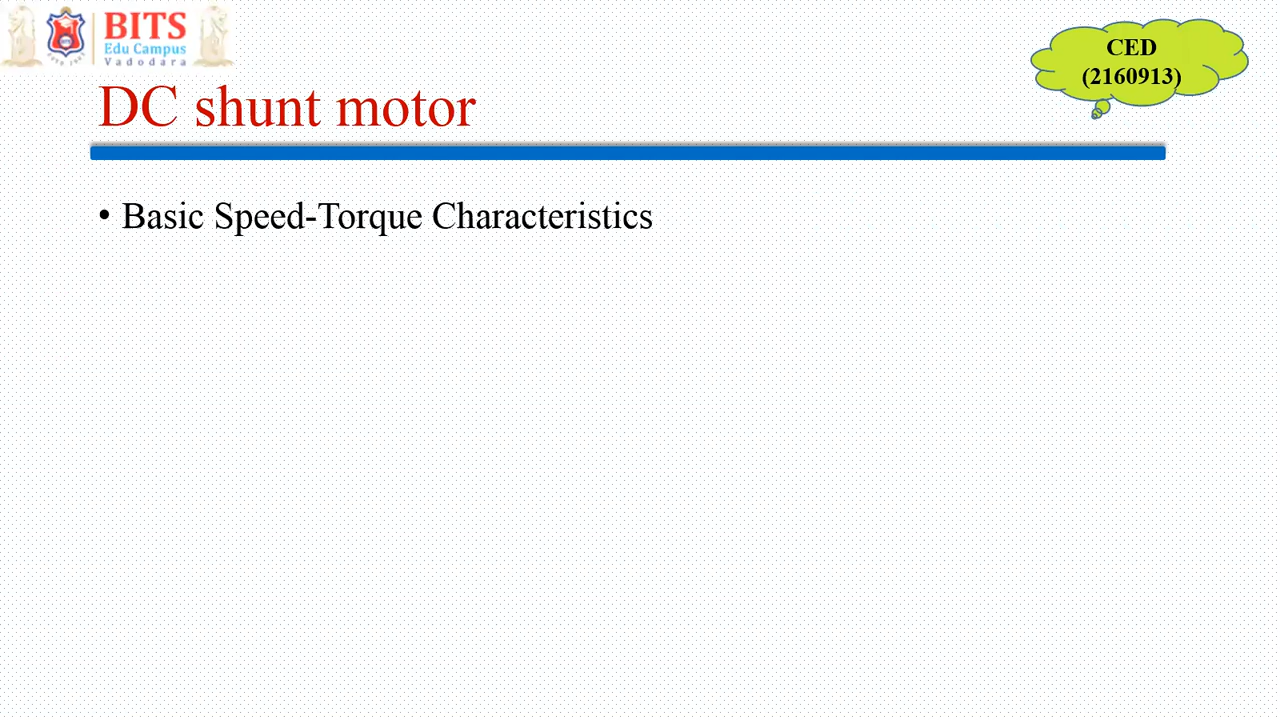 BITS
Edu Campus
Vadodara
CED
(2160913)
DC shunt motor
• Basic Speed-Torque Characteristics